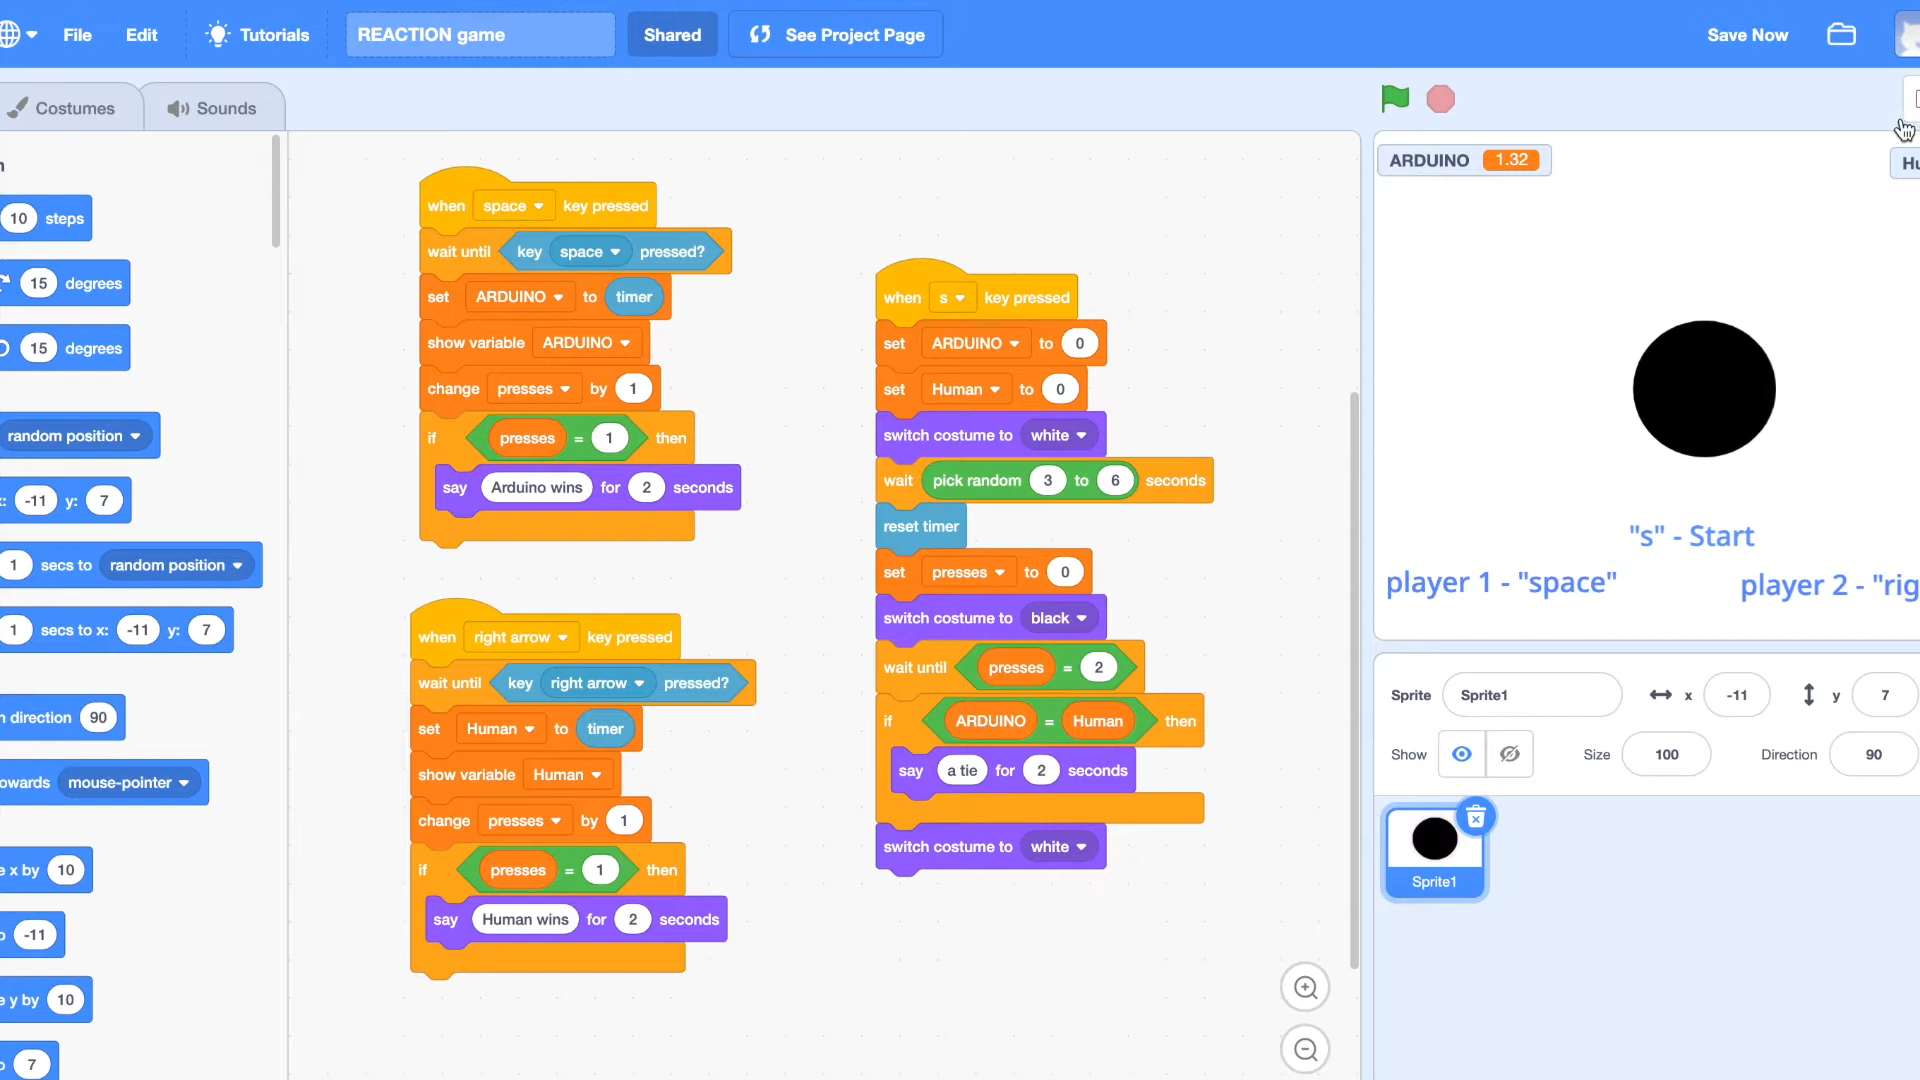 File Edit Tutorials REACTION game Shared See Project Page Save Now
Costumes Sounds
10 steps
15 degrees
15 degrees
random position
-11 y: 7
1 secs to random position
1 secs to x: -11 y: 7
direction 90
mouse-pointer
x by 10
-11
y by 10
7
when space key pressed
wait until key space pressed?
set ARDUINO to timer
show variable ARDUINO
change presses by 1
if presses = 1 then
say Arduino wins for 2 seconds
when right arrow key pressed
wait until key right arrow pressed?
set Human to timer
show variable Human
change presses by 1
if presses = 1 then
say Human wins for 2 seconds
when s key pressed
set ARDUINO to 0
set Human to 0
switch costume to white
wait pick random 3 to 6 seconds
reset timer
set presses to 0
switch costume to black
wait until presses = 2
if ARDUINO = Human then
say a tie for 2 seconds
switch costume to white
ARDUINO 1.32
"s" - Start
player 1 - "space"
player 2 - "rig
Sprite Sprite1 x -11 y 7
Show Size 100 Direction 90
Sprite1